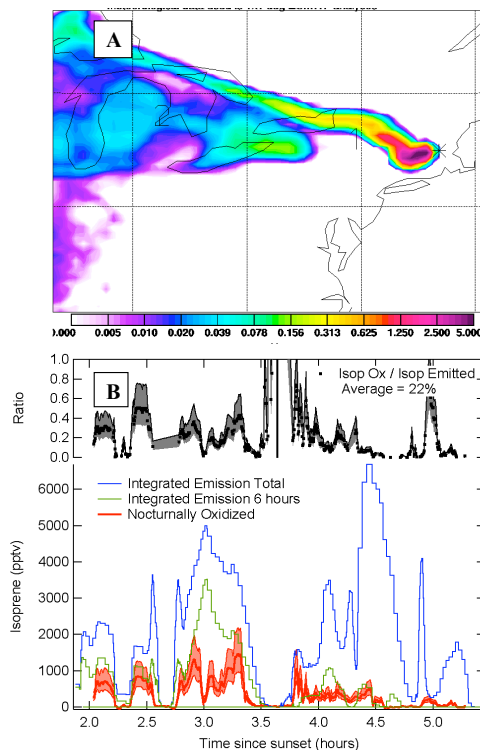 A
0.000 0.005 0.010 0.020 0.039 0.078 0.156 0.313 0.625 1.250 2.500 5.000
B
Isop Ox / Isop Emitted
Average = 22%
Ratio
1.0
0.8
0.6
0.4
0.2
0.0
Integrated Emission Total
Integrated Emission 6 hours
Nocturnally Oxidized
Isoprene (pptv)
6000
5000
4000
3000
2000
1000
0
2.0 2.5 3.0 3.5 4.0 4.5 5.0
Time since sunset (hours)